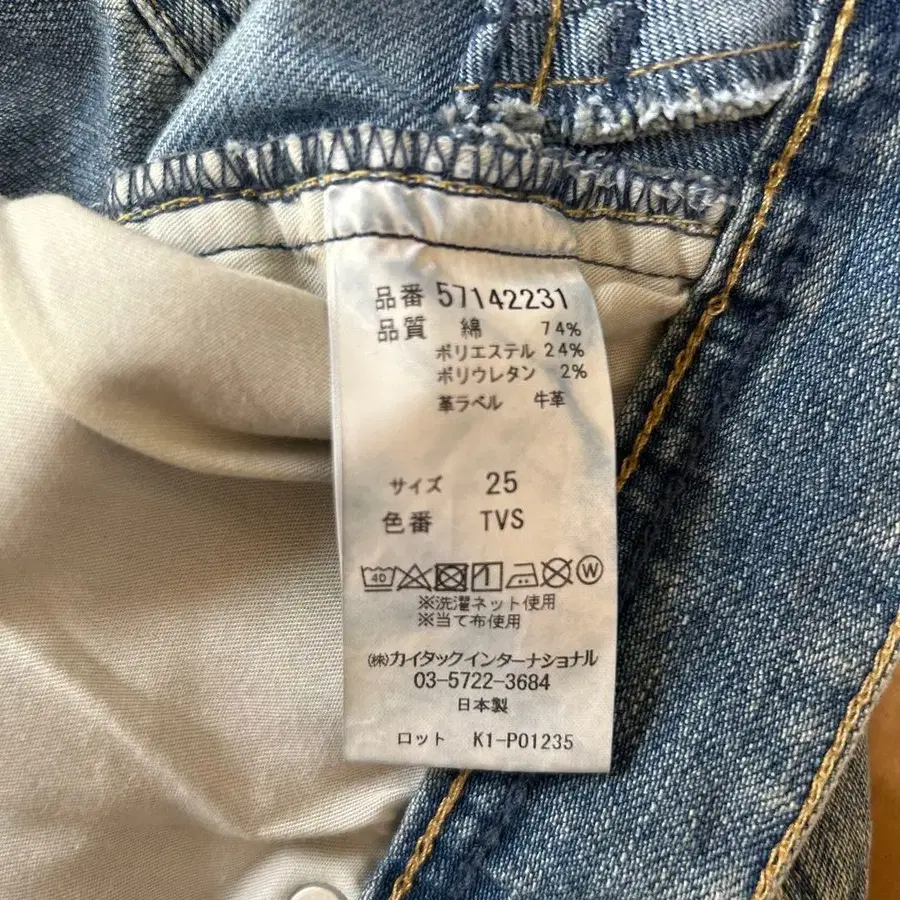 品番 57142231
品質 綿 74%
ポリエステル 24%
ポリウレタン 2%
革ラベル 牛革
サイズ 25
色番 TVS
40 W
※洗濯ネット使用
※当て布使用
㈱カイタックインターナショナル
03-5722-3684
日本製
ロット K1-P01235